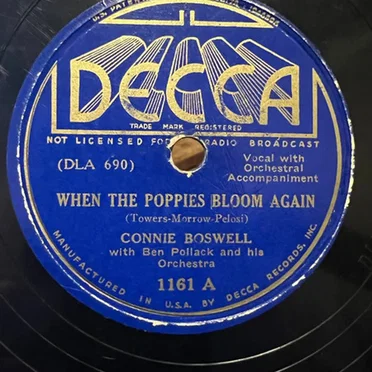 U.S. PATENTS
DECCA
TRADE MARK REGISTERED
NOT LICENSED FOR RADIO BROADCAST
(DLA 690)
Vocal with
Orchestral
Accompaniment
WHEN THE POPPIES BLOOM AGAIN
(Towers-Morrow-Pelosi)
CONNIE BOSWELL
with Ben Pollack and his
Orchestra
1161 A
MANUFACTURED IN U.S.A. BY DECCA RECORDS, INC.